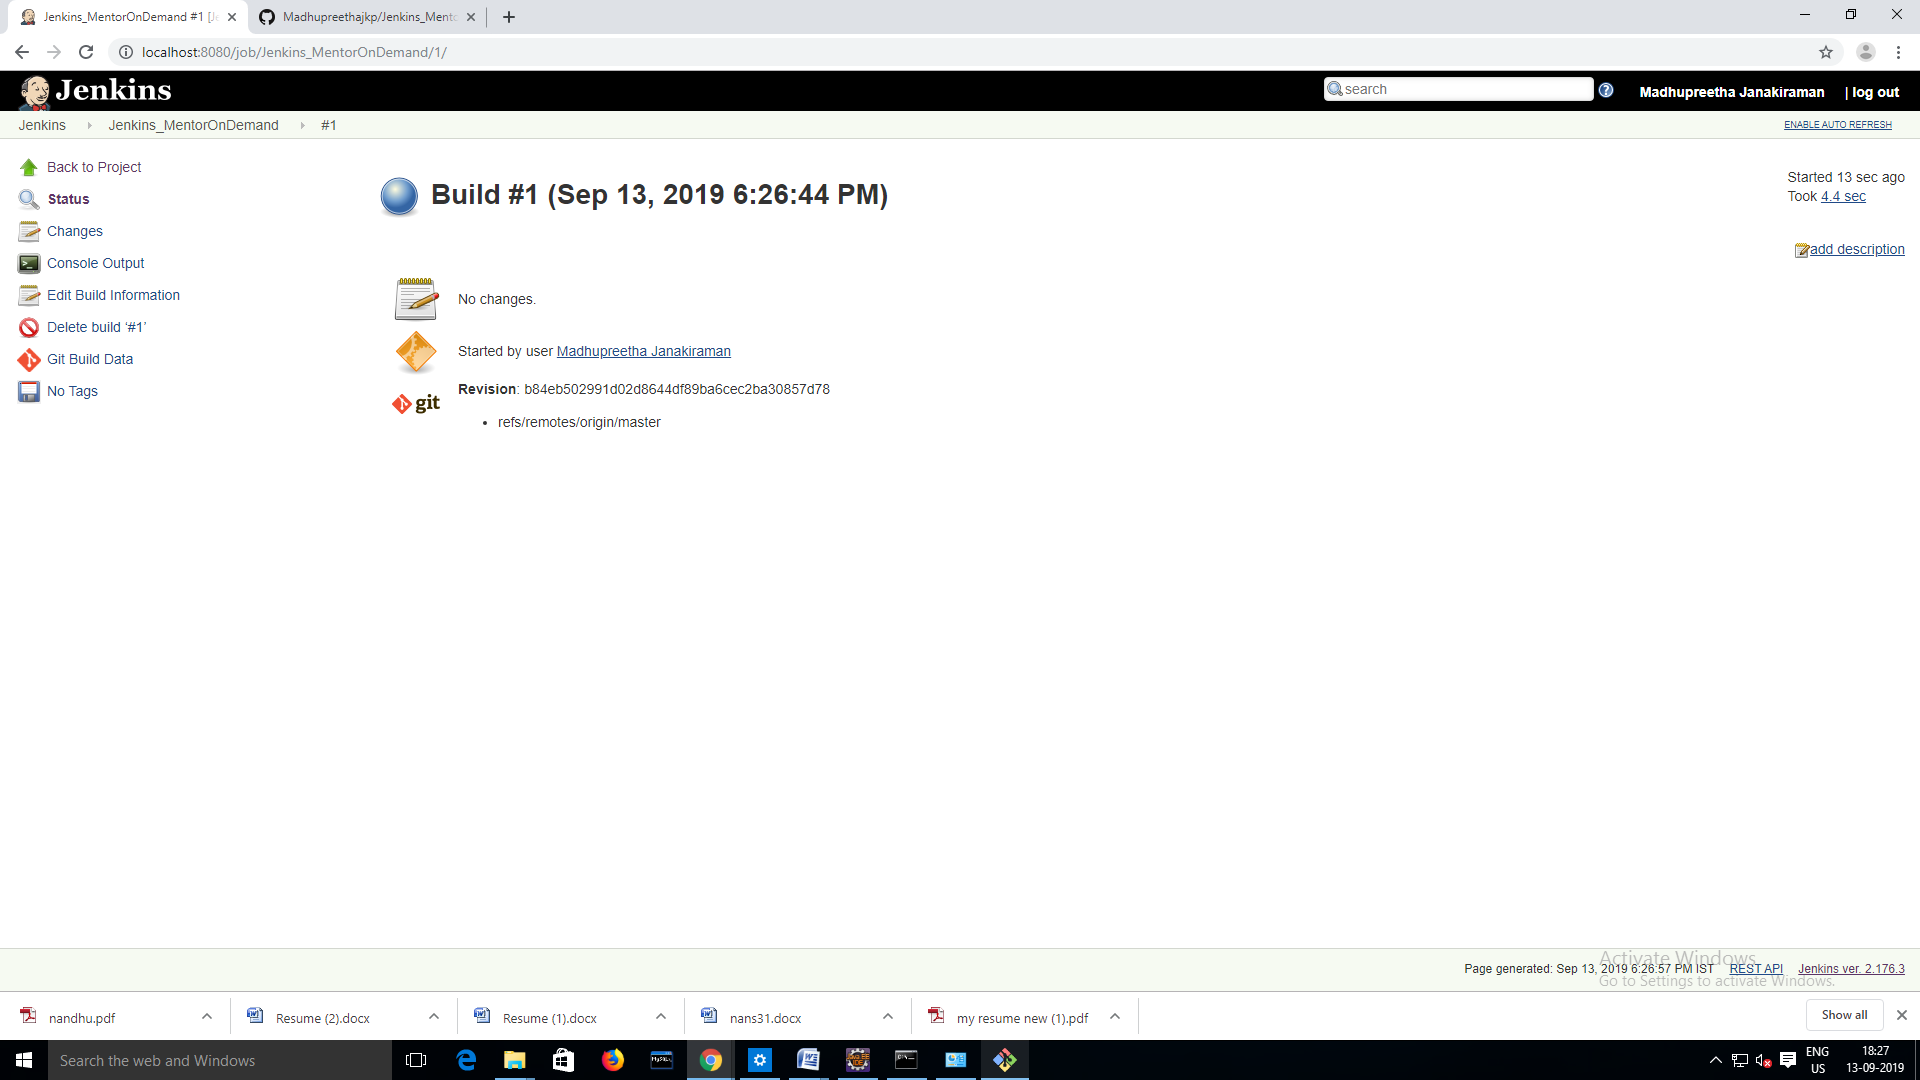 Jenkins_MentorOnDemand #1 [Je
Madhupreethajkp/Jenkins_Mento
localhost:8080/job/Jenkins_MentorOnDemand/1/
Jenkins
search
Madhupreetha Janakiraman
| log out
Jenkins
Jenkins_MentorOnDemand
#1
ENABLE AUTO REFRESH
Back to Project
Status
Changes
Console Output
Edit Build Information
Delete build ‘#1’
Git Build Data
No Tags
Build #1 (Sep 13, 2019 6:26:44 PM)
Started 13 sec ago
Took 4.4 sec
add description
No changes.
Started by user Madhupreetha Janakiraman
git
Revision: b84eb502991d02d8644df89ba6cec2ba30857d78
• refs/remotes/origin/master
Activate Windows
Go to Settings to activate Windows.
Page generated: Sep 13, 2019 6:26:57 PM IST
REST API
Jenkins ver. 2.176.3
nandhu.pdf
Resume (2).docx
Resume (1).docx
nans31.docx
my resume new (1).pdf
Show all
Search the web and Windows
ENG
US
18:27
13-09-2019